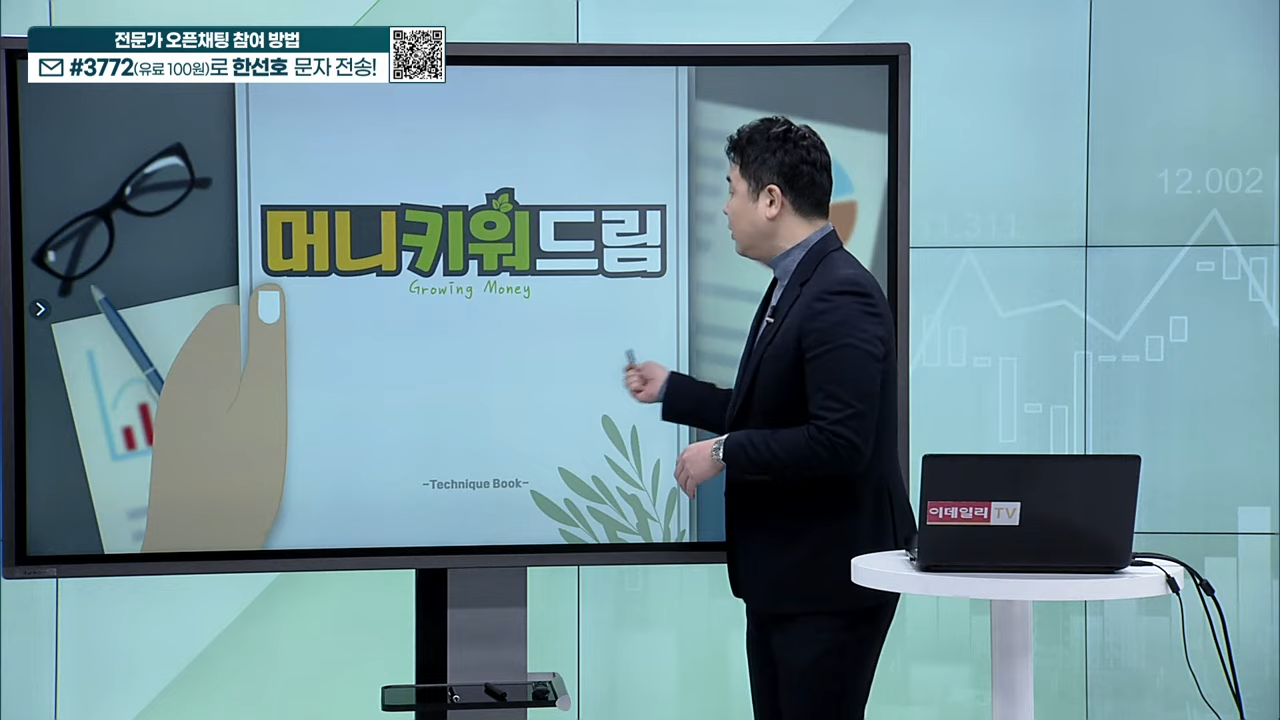 전문가 오픈채팅 참여 방법
#3772(유료 100원)로 한선호 문자 전송!
머니키워드림
Growing Money
-Technique Book-
12.002
11.311
이데일리TV